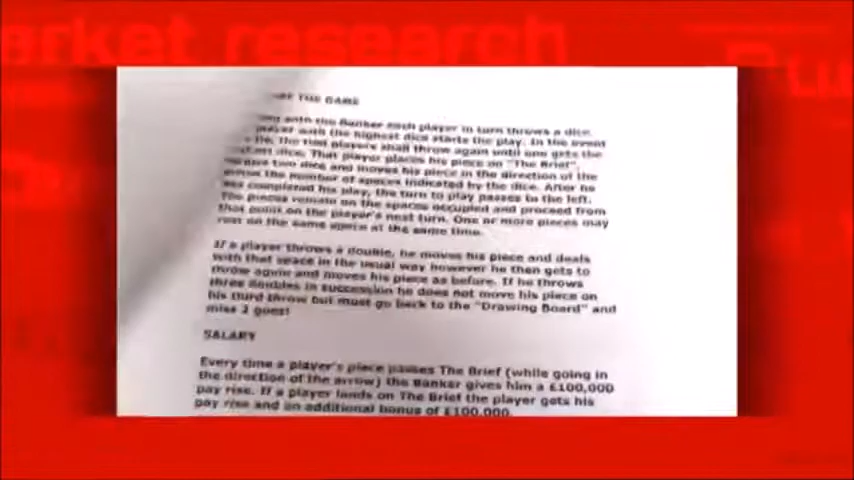 market research
THE GAME
with the Banker each player in turn throws a dice.
player with the highest dice starts the play. In the event
tie, the tied players shall throw again until one gets the
dice. That player places his piece on "The Brief",
two dice and moves his piece in the direction of the
the number of spaces indicated by the dice. After he
has completed his play, the turn to play passes to the left.
The pieces remain on the spaces occupied and proceed from
that point on the player's next turn. One or more pieces may
rest on the same space at the same time.
If a player throws a double, he moves his piece and deals
with that space in the usual way however he then gets to
throw again and moves his piece as before. If he throws
three doubles in succession he does not move his piece on
his third throw but must go back to the "Drawing Board" and
miss 2 goes!
SALARY
Every time a player's piece passes The Brief (while going in
the direction of the arrow) the Banker gives him a £100,000
pay rise. If a player lands on The Brief the player gets his
pay rise and an additional bonus of £100,000.